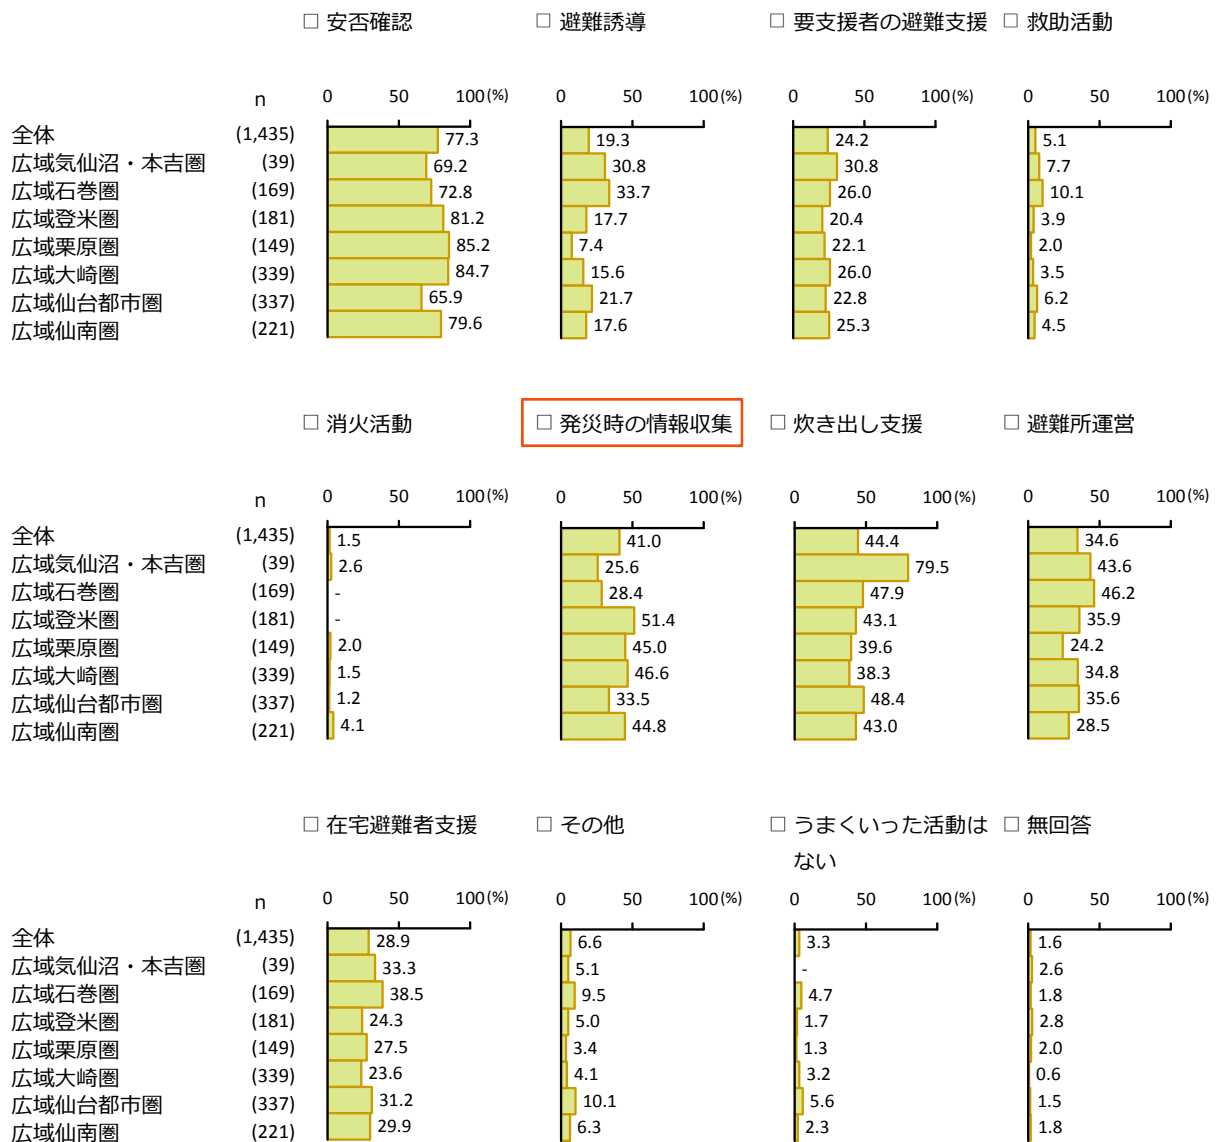 □ 安否確認 □ 避難誘導 □ 要支援者の避難支援 □ 救助活動
n 0 50 100(%) 0 50 100(%) 0 50 100(%) 0 50 100(%)
全体 (1,435) 77.3 19.3 24.2 5.1
広域気仙沼・本吉圏 (39) 69.2 30.8 30.8 7.7
広域石巻圏 (169) 72.8 33.7 26.0 10.1
広域登米圏 (181) 81.2 17.7 20.4 3.9
広域栗原圏 (149) 85.2 7.4 22.1 2.0
広域大崎圏 (339) 84.7 15.6 26.0 3.5
広域仙台都市圏 (337) 65.9 21.7 22.8 6.2
広域仙南圏 (221) 79.6 17.6 25.3 4.5
□ 消火活動 □ 発災時の情報収集 □ 炊き出し支援 □ 避難所運営
n 0 50 100(%) 0 50 100(%) 0 50 100(%) 0 50 100(%)
全体 (1,435) 1.5 41.0 44.4 34.6
広域気仙沼・本吉圏 (39) 2.6 25.6 79.5 43.6
広域石巻圏 (169) - 28.4 47.9 46.2
広域登米圏 (181) - 51.4 43.1 35.9
広域栗原圏 (149) 2.0 45.0 39.6 24.2
広域大崎圏 (339) 1.5 46.6 38.3 34.8
広域仙台都市圏 (337) 1.2 33.5 48.4 35.6
広域仙南圏 (221) 4.1 44.8 43.0 28.5
□ 在宅避難者支援 □ その他 □ うまくいった活動は □ 無回答
ない
n 0 50 100(%) 0 50 100(%) 0 50 100(%) 0 50 100(%)
全体 (1,435) 28.9 6.6 3.3 1.6
広域気仙沼・本吉圏 (39) 33.3 5.1 - 2.6
広域石巻圏 (169) 38.5 9.5 4.7 1.8
広域登米圏 (181) 24.3 5.0 1.7 2.8
広域栗原圏 (149) 27.5 3.4 1.3 2.0
広域大崎圏 (339) 23.6 4.1 3.2 0.6
広域仙台都市圏 (337) 31.2 10.1 5.6 1.5
広域仙南圏 (221) 29.9 6.3 2.3 1.8